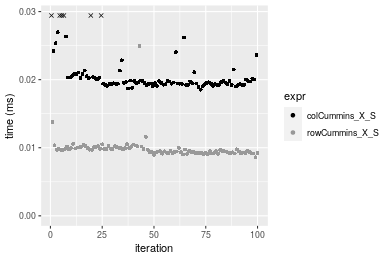 0.03
0.02
0.01
0.00
time (ms)
0
25
50
75
100
iteration
expr
colCummins_X_S
rowCummins_X_S